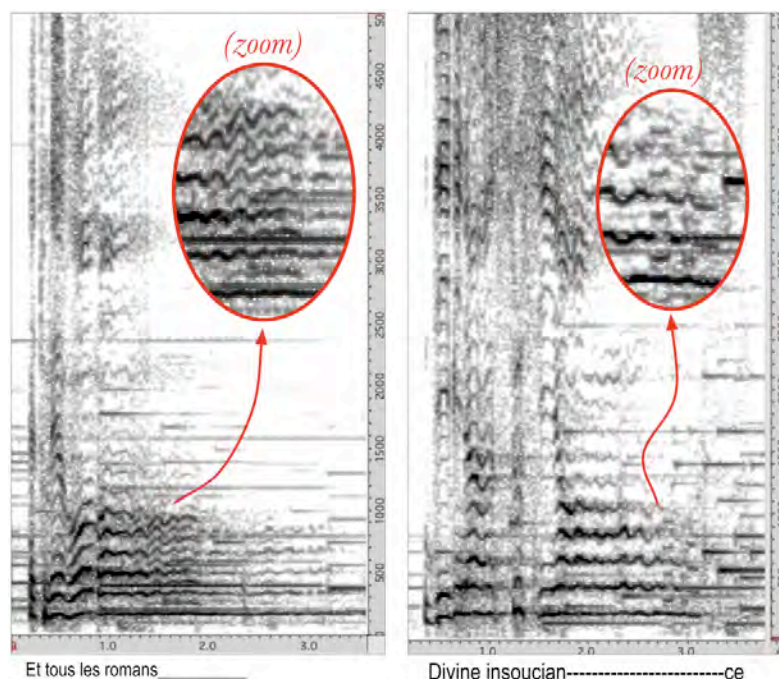 (zoom)
(zoom)
4500
4000
3500
3000
2500
2000
1500
1000
500
0
1.0 2.0 3.0
1.0 2.0 3.0
Et tous les romans__________
Divine insoucian-------------------------ce